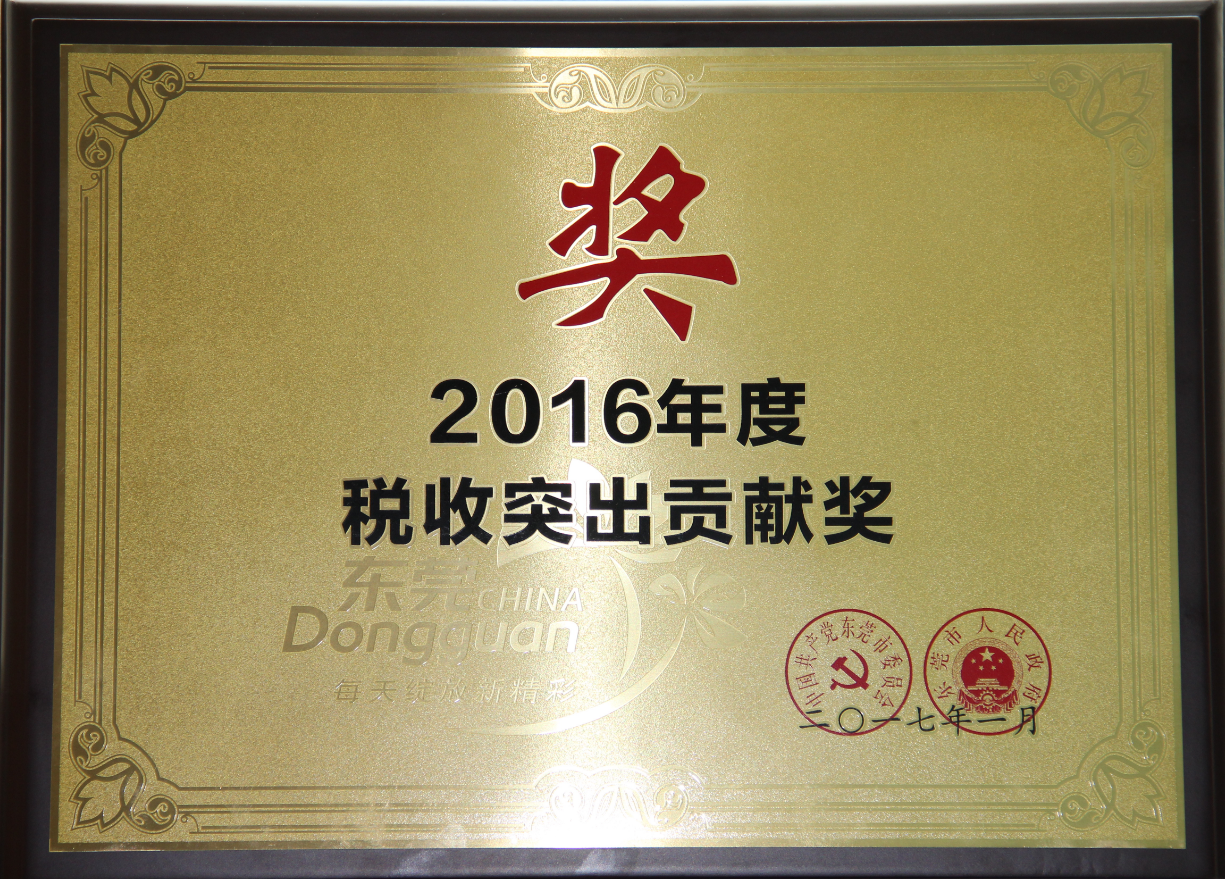 奖
2016年度
税收突出贡献奖
东莞CHINA
Dongguan
每天绽放新精彩
中国共产党东莞市委员会
东莞市人民政府
二〇一七年一月